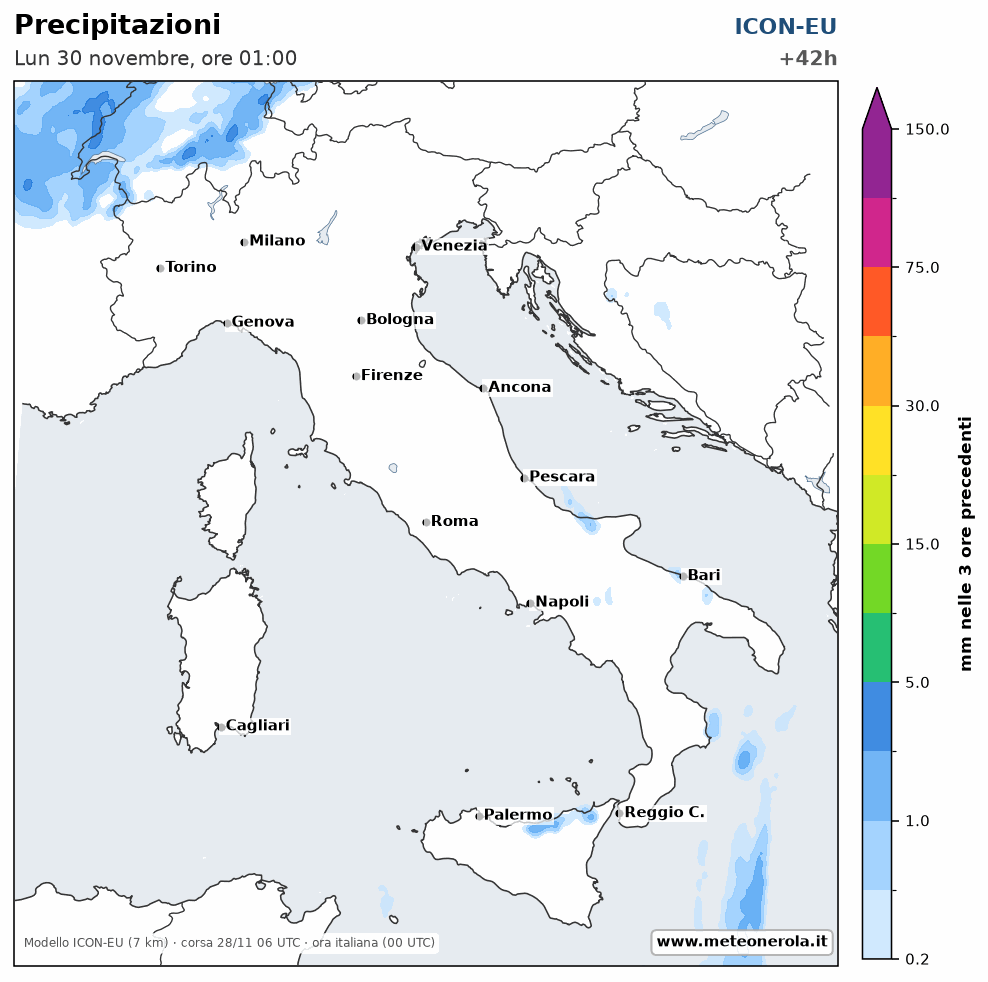 Precipitazioni
ICON-EU
Lun 30 novembre, ore 01:00
+42h
150.0
75.0
30.0
15.0
5.0
1.0
0.2
mm nelle 3 ore precedenti
Milano
Venezia
Torino
Genova
Bologna
Firenze
Ancona
Pescara
Roma
Bari
Napoli
Cagliari
Palermo
Reggio C.
Modello ICON-EU (7 km) · corsa 28/11 06 UTC · ora italiana (00 UTC)
www.meteonerola.it